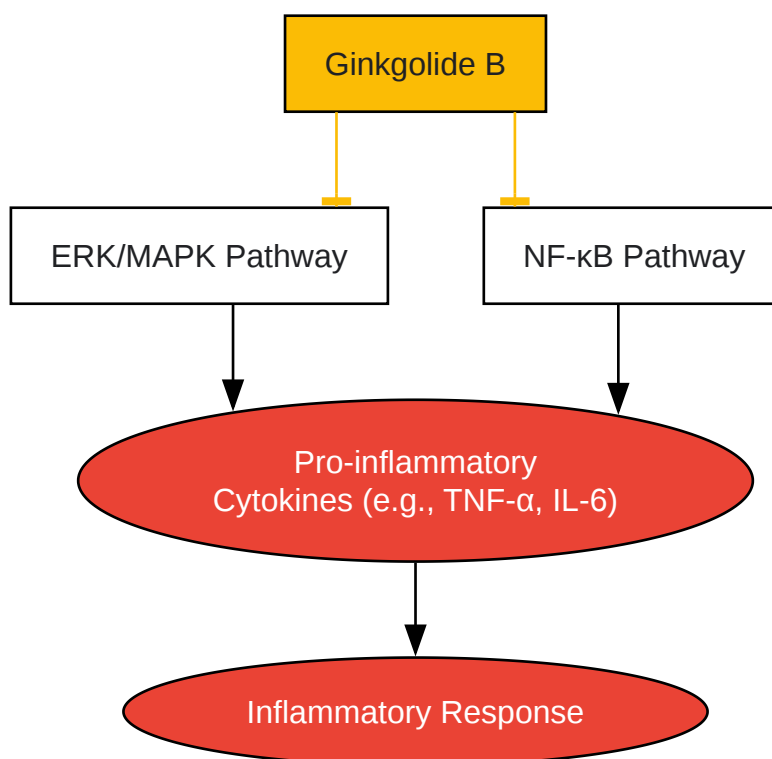 Ginkgolide B
ERK/MAPK Pathway
NF-κB Pathway
Pro-inflammatory
Cytokines (e.g., TNF-α, IL-6)
Inflammatory Response